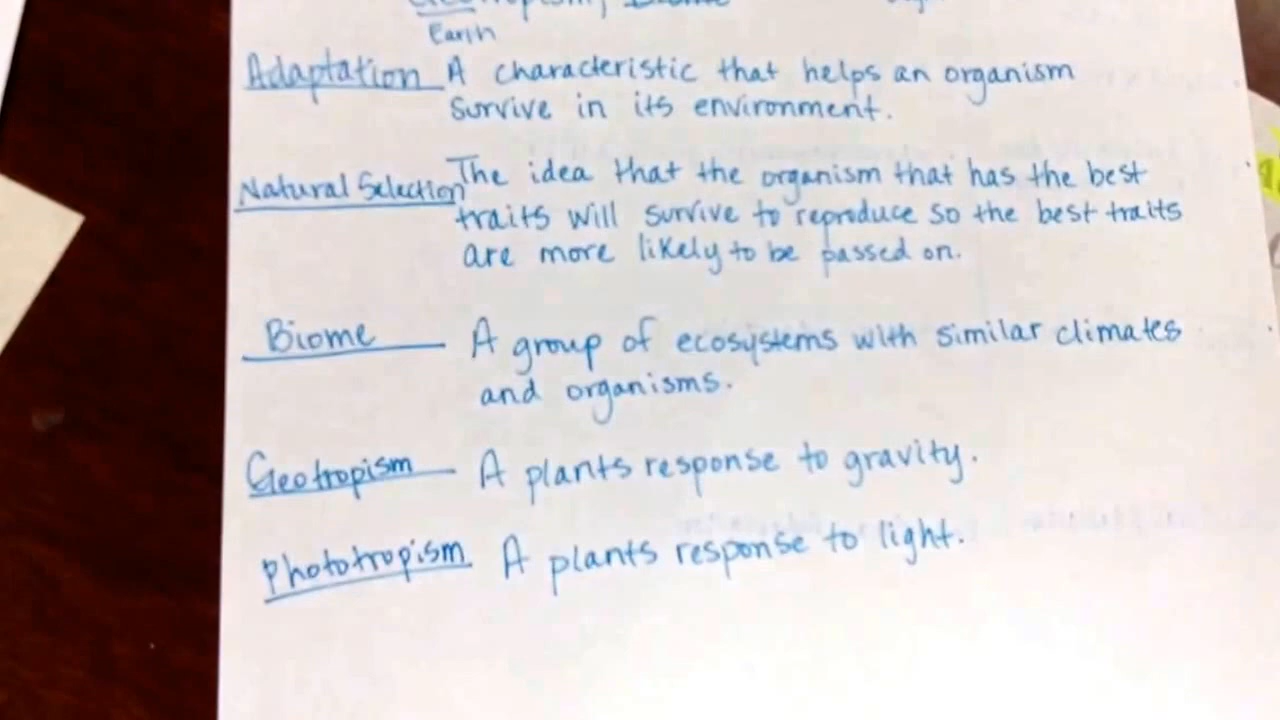 Earth
Adaptation A characteristic that helps an organism
survive in its environment.
Natural Selection The idea that the organism that has the best
traits will survive to reproduce so the best traits
are more likely to be passed on.
Biome A group of ecosystems with similar climates
and organisms.
Geotropism A plants response to gravity.
Phototropism A plants response to light.